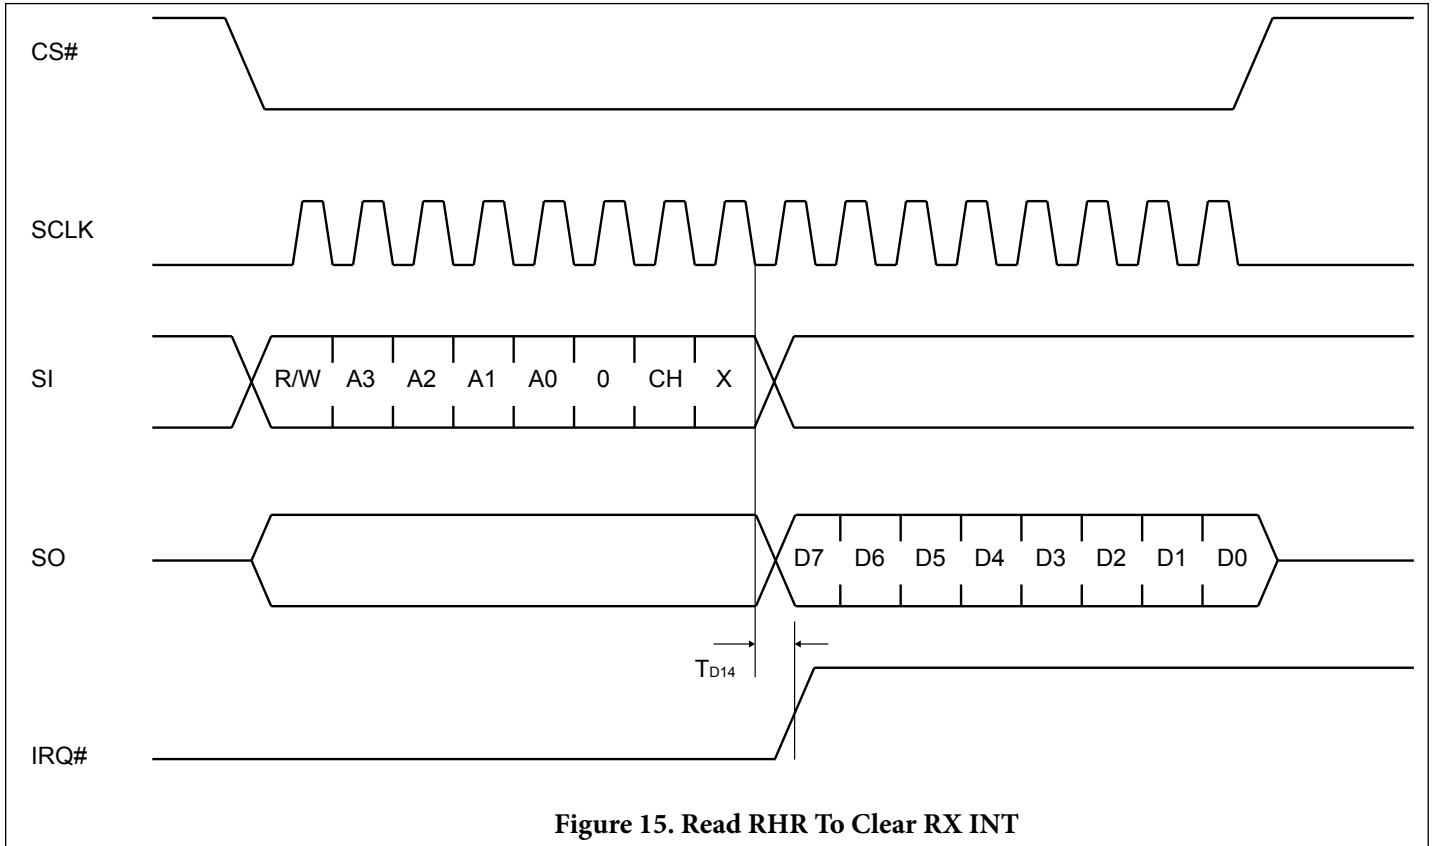 CS#
SCLK
SI
R/W A3 A2 A1 A0 0 CH X
SO
D7 D6 D5 D4 D3 D2 D1 D0
TD14
IRQ#
Figure 15. Read RHR To Clear RX INT